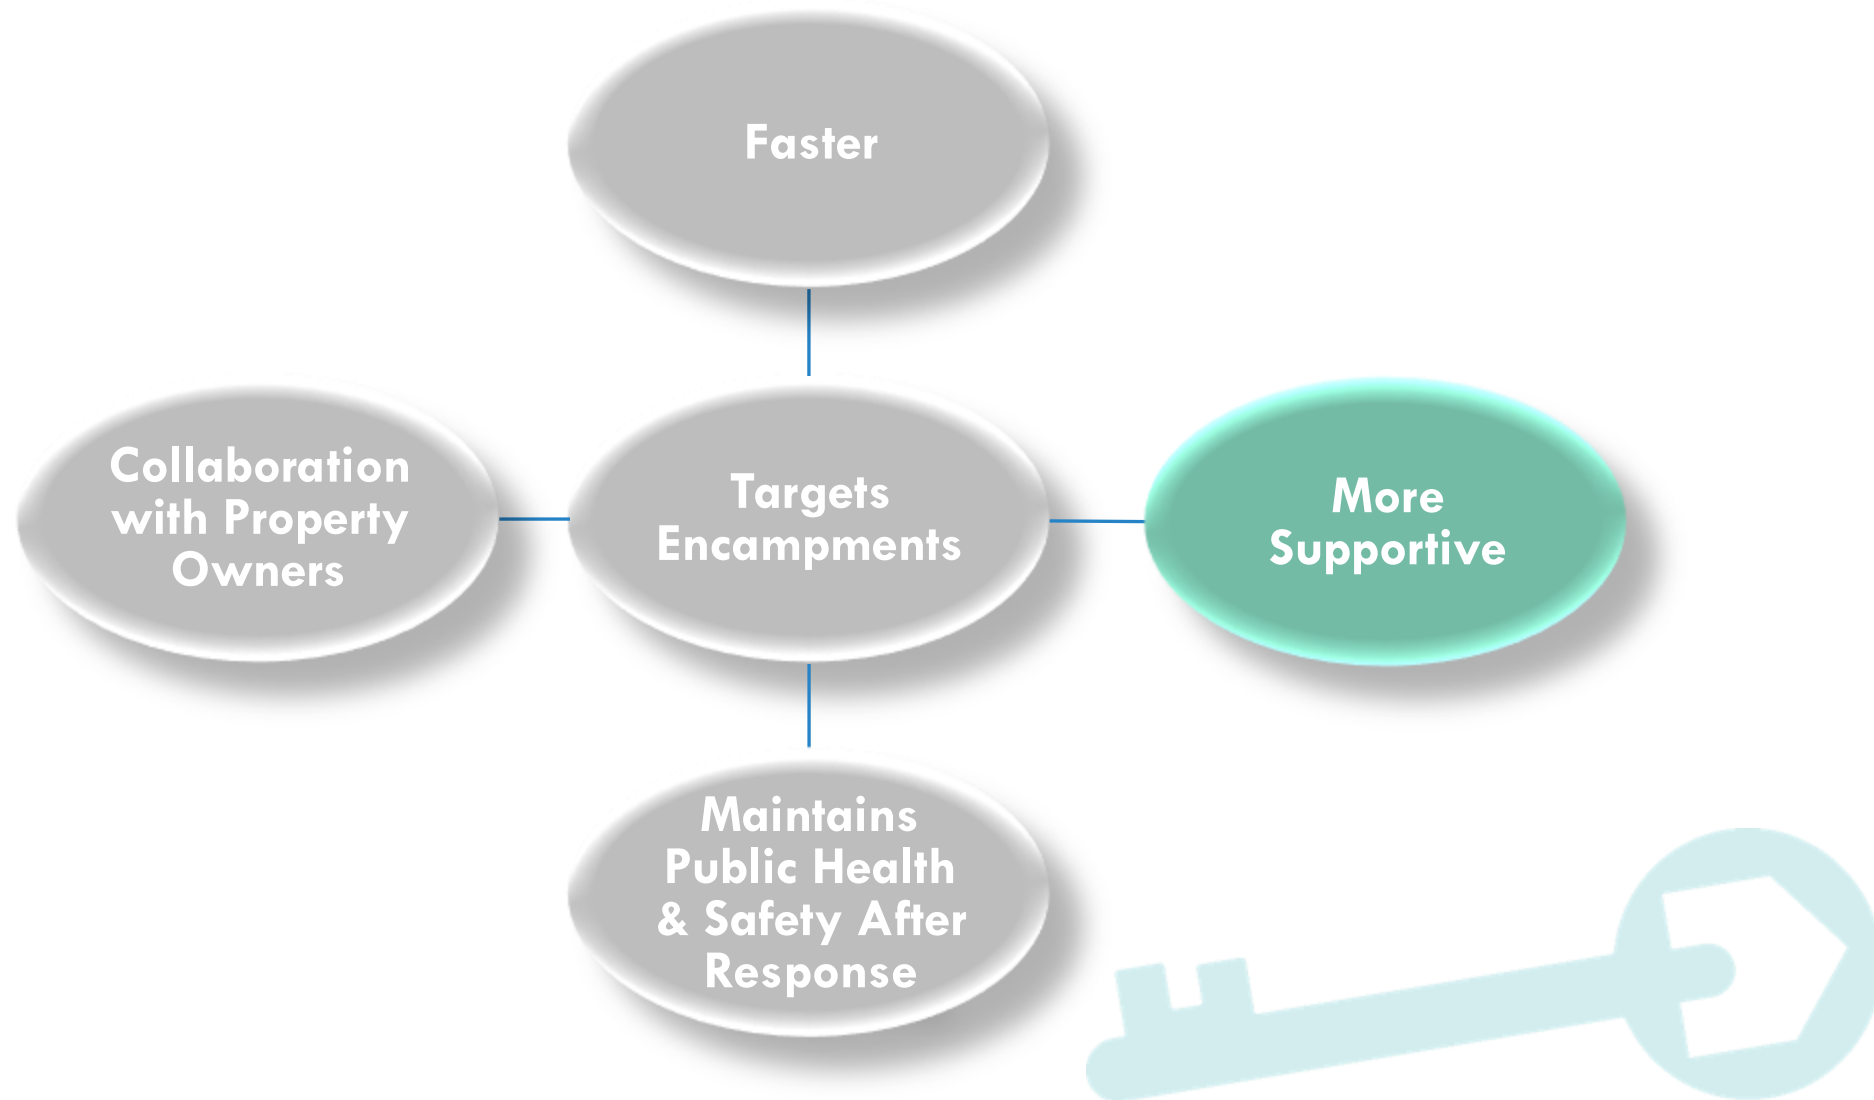 Faster
Collaboration
with Property
Owners
Targets
Encampments
More
Supportive
Maintains
Public Health
& Safety After
Response